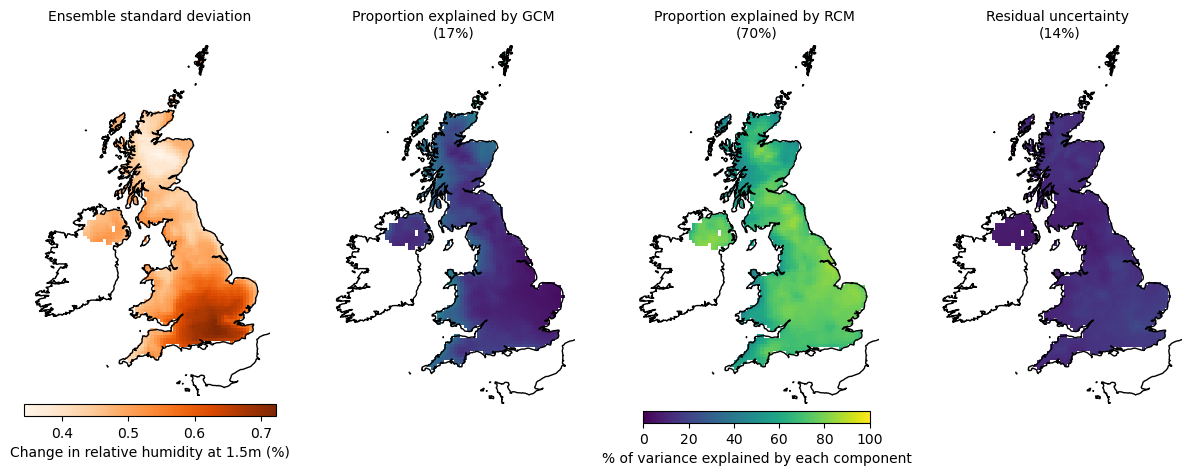 Ensemble standard deviation
Proportion explained by GCM
(17%)
Proportion explained by RCM
(70%)
Residual uncertainty
(14%)
0.4 0.5 0.6 0.7
Change in relative humidity at 1.5m (%)
0 20 40 60 80 100
% of variance explained by each component